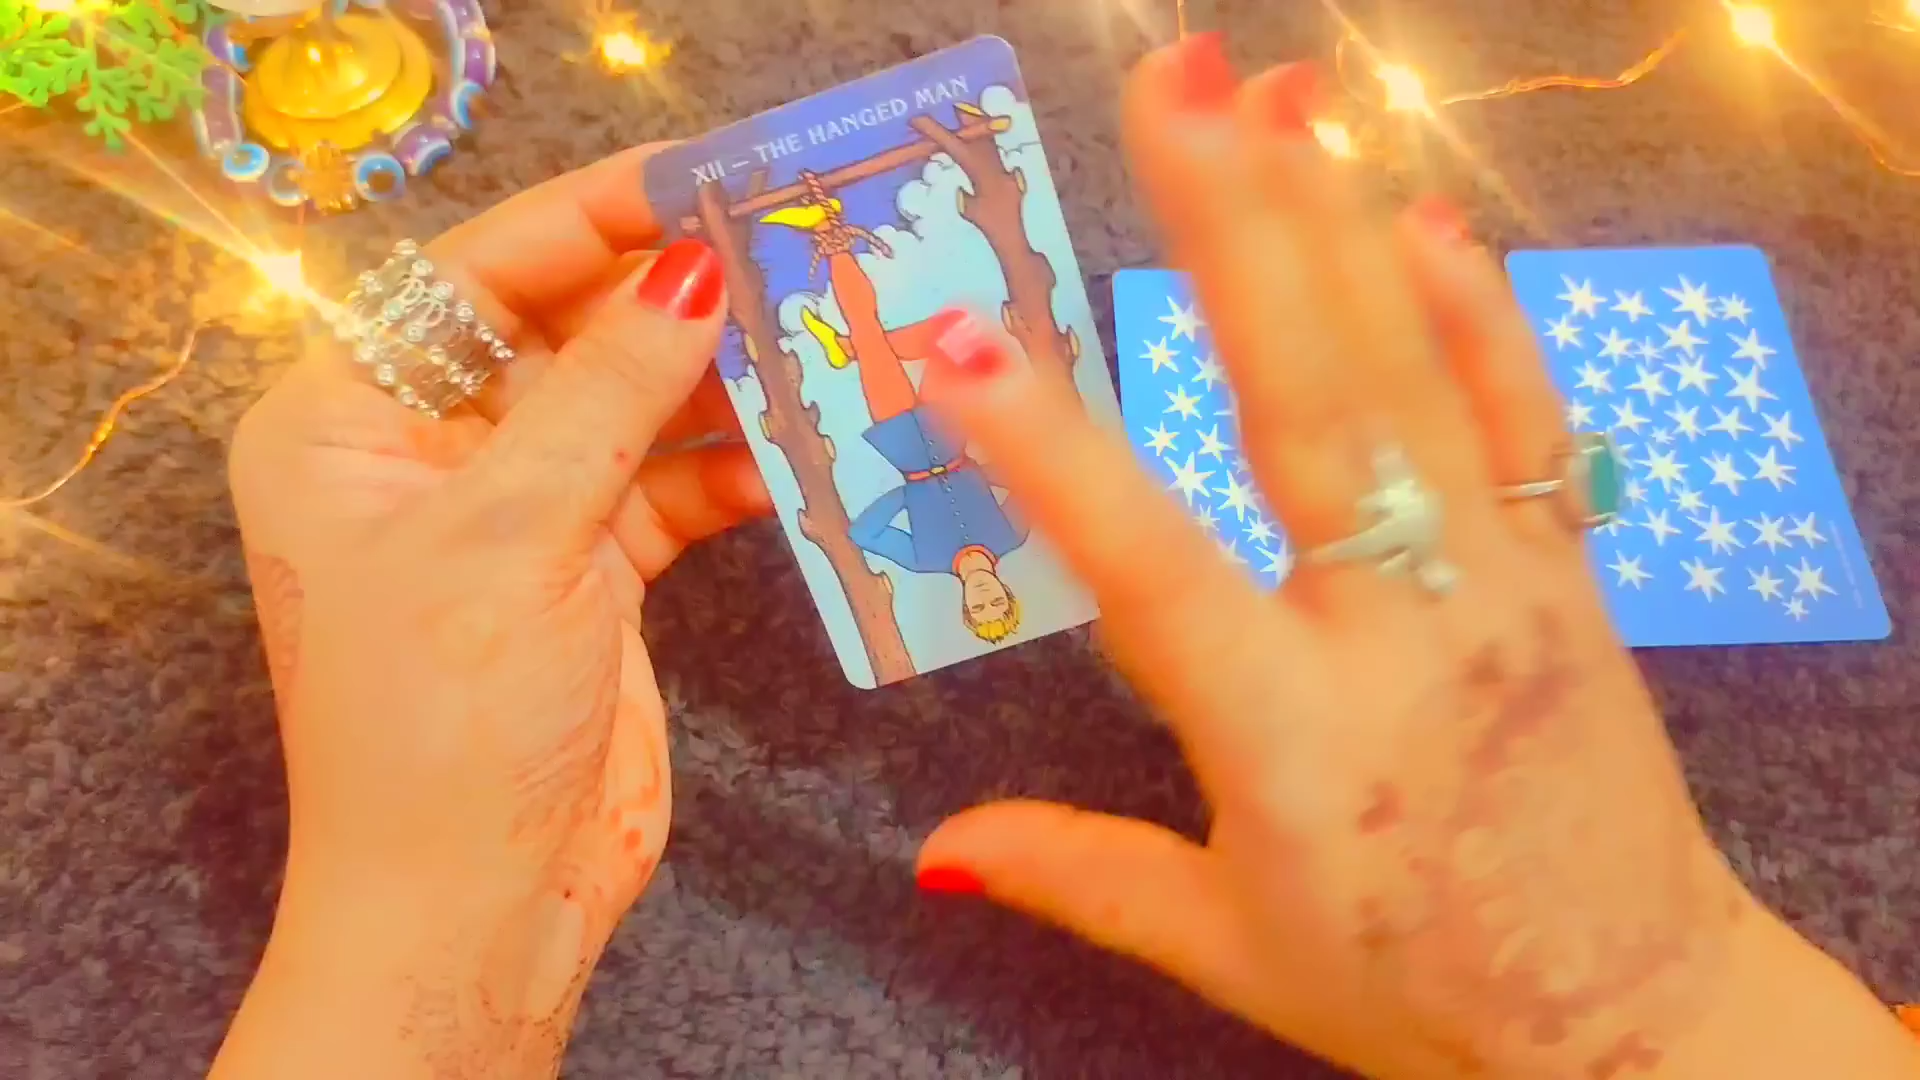 XII – THE HANGED MAN